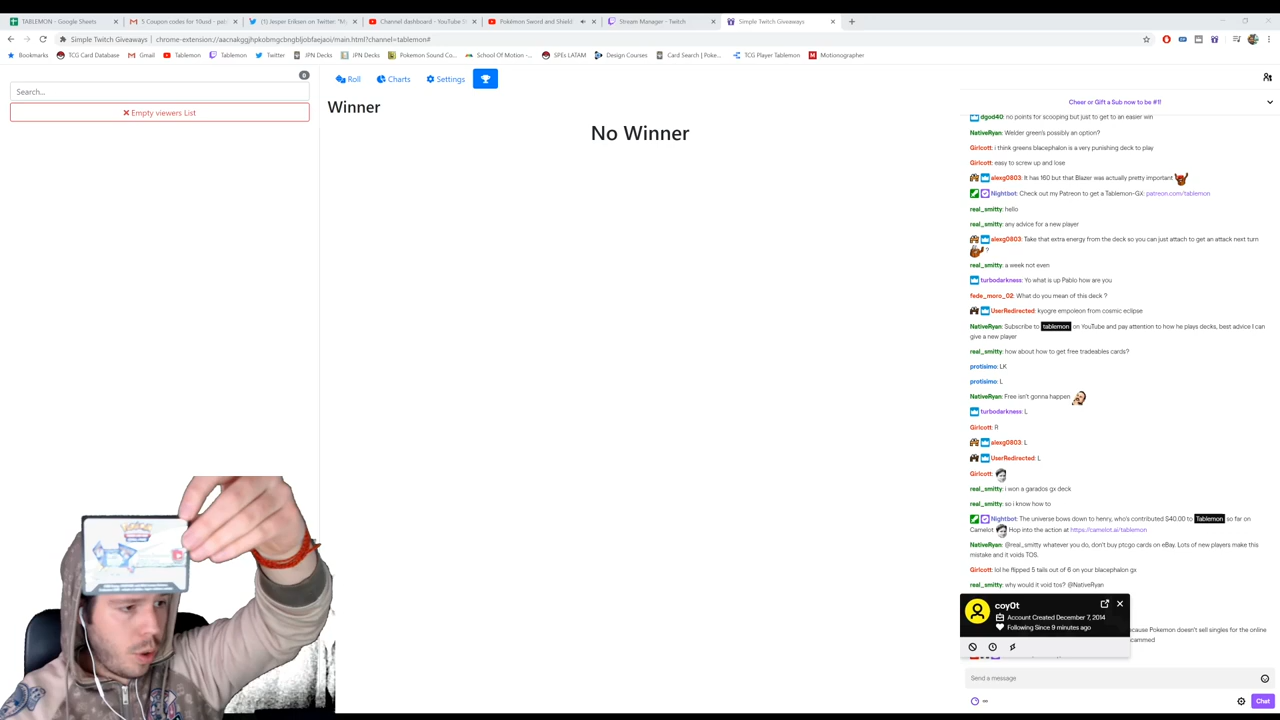 TABLEMON - Google Sheets
5 Coupon codes for 10usd - pal
(1) Jesper Eriksen on Twitter: "M
Channel dashboard - YouTube S
Pokémon Sword and Shield
Stream Manager - Twitch
Simple Twitch Giveaways
Simple Twitch Giveaways | chrome-extension://aacnakggjhpkobmgcbngbljobfaejaoi/main.html?channel=tablemon#
Bookmarks
TCG Card Database
Gmail
Tablemon
Tablemon
Twitter
JPN Decks
JPN Decks
Pokemon Sound Co...
School Of Motion -...
SPEs LATAM
Design Courses
Card Search | Poke...
TCG Player Tablemon
Motionographer
0
Search...
Empty viewers List
Roll
Charts
Settings
Winner
No Winner
Cheer or Gift a Sub now to be #1!
dgod40: no points for scooping but just to get to an easier win
NativeRyan: Welder green's possibly an option?
Girlcott: i think greens blacephalon is a very punishing deck to play
Girlcott: easy to screw up and lose
alexg0803: It has 160 but that Blazer was actually pretty important
Nightbot: Check out my Patreon to get a Tablemon-GX: patreon.com/tablemon
real_smitty: hello
real_smitty: any advice for a new player
alexg0803: Take that extra energy from the deck so you can just attach to get an attack next turn
?
real_smitty: a week not even
turbodarkness: Yo what is up Pablo how are you
fede_moro_02: What do you mean of this deck ?
UserRedirected: kyogre empoleon from cosmic eclipse
NativeRyan: Subscribe to tablemon on YouTube and pay attention to how he plays decks, best advice I can
give a new player
real_smitty: how about how to get free tradeables cards?
protisimo: LK
protisimo: L
NativeRyan: Free isn't gonna happen
turbodarkness: L
Girlcott: R
alexg0803: L
UserRedirected: L
Girlcott:
real_smitty: i won a garados gx deck
real_smitty: so i know how to
Nightbot: The universe bows down to henry, who's contributed $40.00 to Tablemon so far on
Camelot Hop into the action at https://camelot.ai/tablemon
NativeRyan: @real_smitty whatever you do, don't buy ptcgo cards on eBay. Lots of new players make this
mistake and it voids TOS.
Girlcott: lol he flipped 5 tails out of 6 on your blacephalon gx
real_smitty: why would it void tos? @NativeRyan
coy0t
Account Created December 7, 2014
Following Since 9 minutes ago
ecause Pokemon doesn't sell singles for the online
cammed
Send a message
Chat